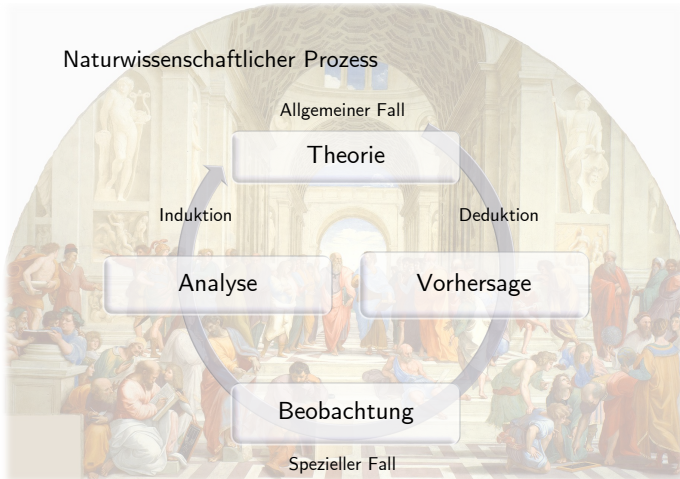 Naturwissenschaftlicher Prozess
Allgemeiner Fall
Theorie
Induktion
Deduktion
Analyse
Vorhersage
Beobachtung
Spezieller Fall